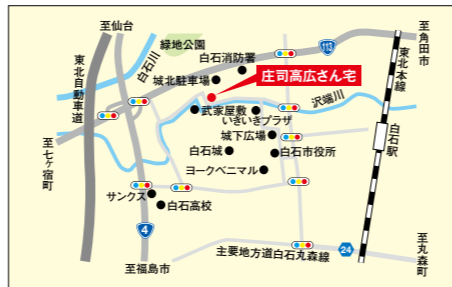 至仙台
緑地公園
白石川
白石消防署
113
至角田市
東北本線
東北自動車道
城北駐車場
庄司高広さん宅
沢端川
武家屋敷
いきいきプラザ
城下広場
白石駅
至七ヶ宿町
白石城
白石市役所
ヨークベニマル
サンクス
白石高校
4
主要地方道白石丸森線
24
至丸森町
至福島市